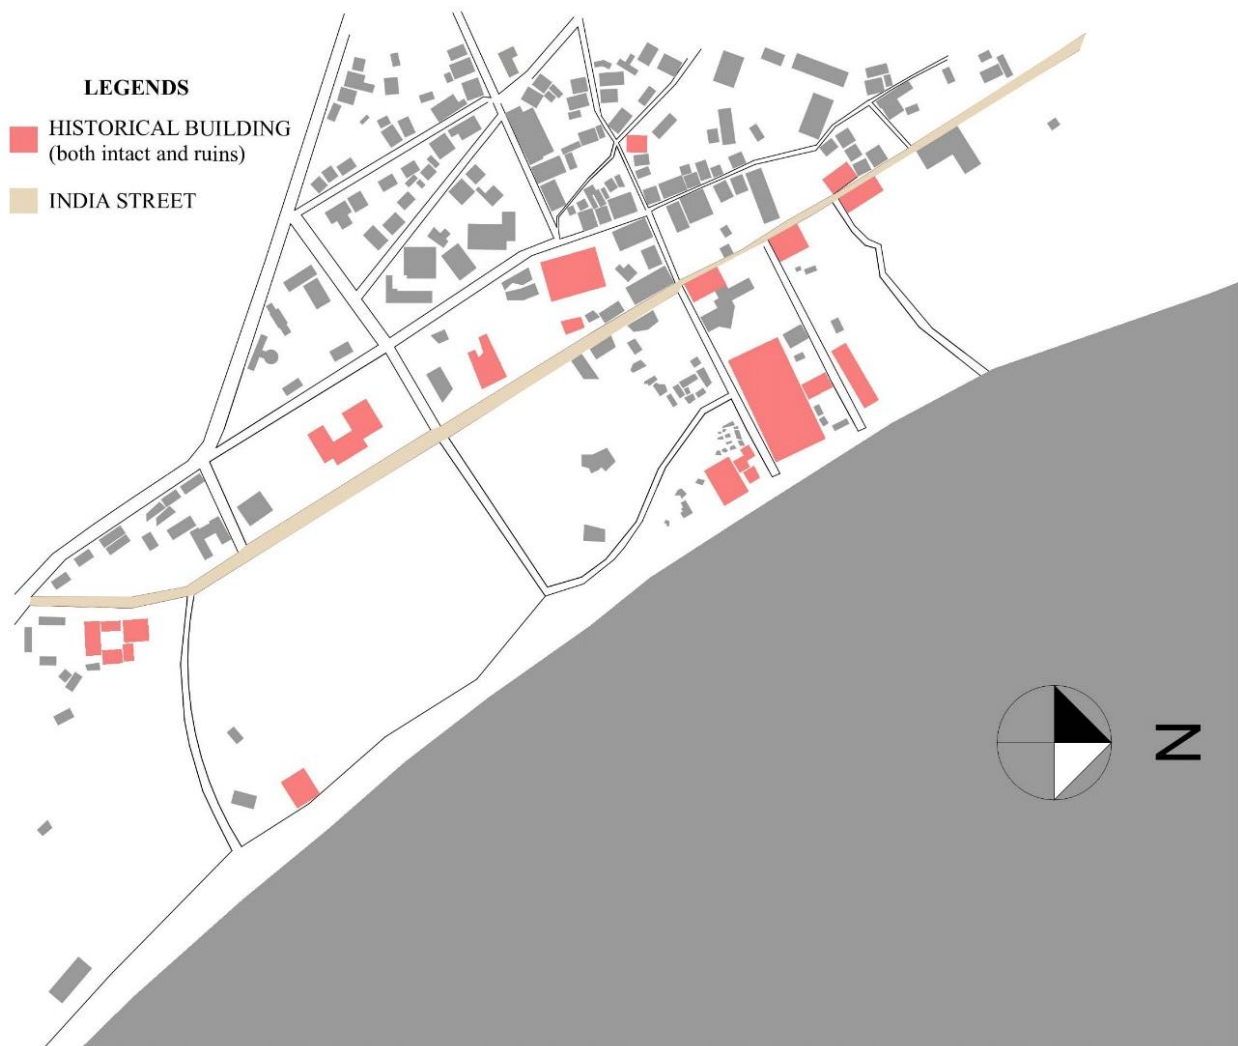 LEGENDS
HISTORICAL BUILDING
(both intact and ruins)
INDIA STREET
N